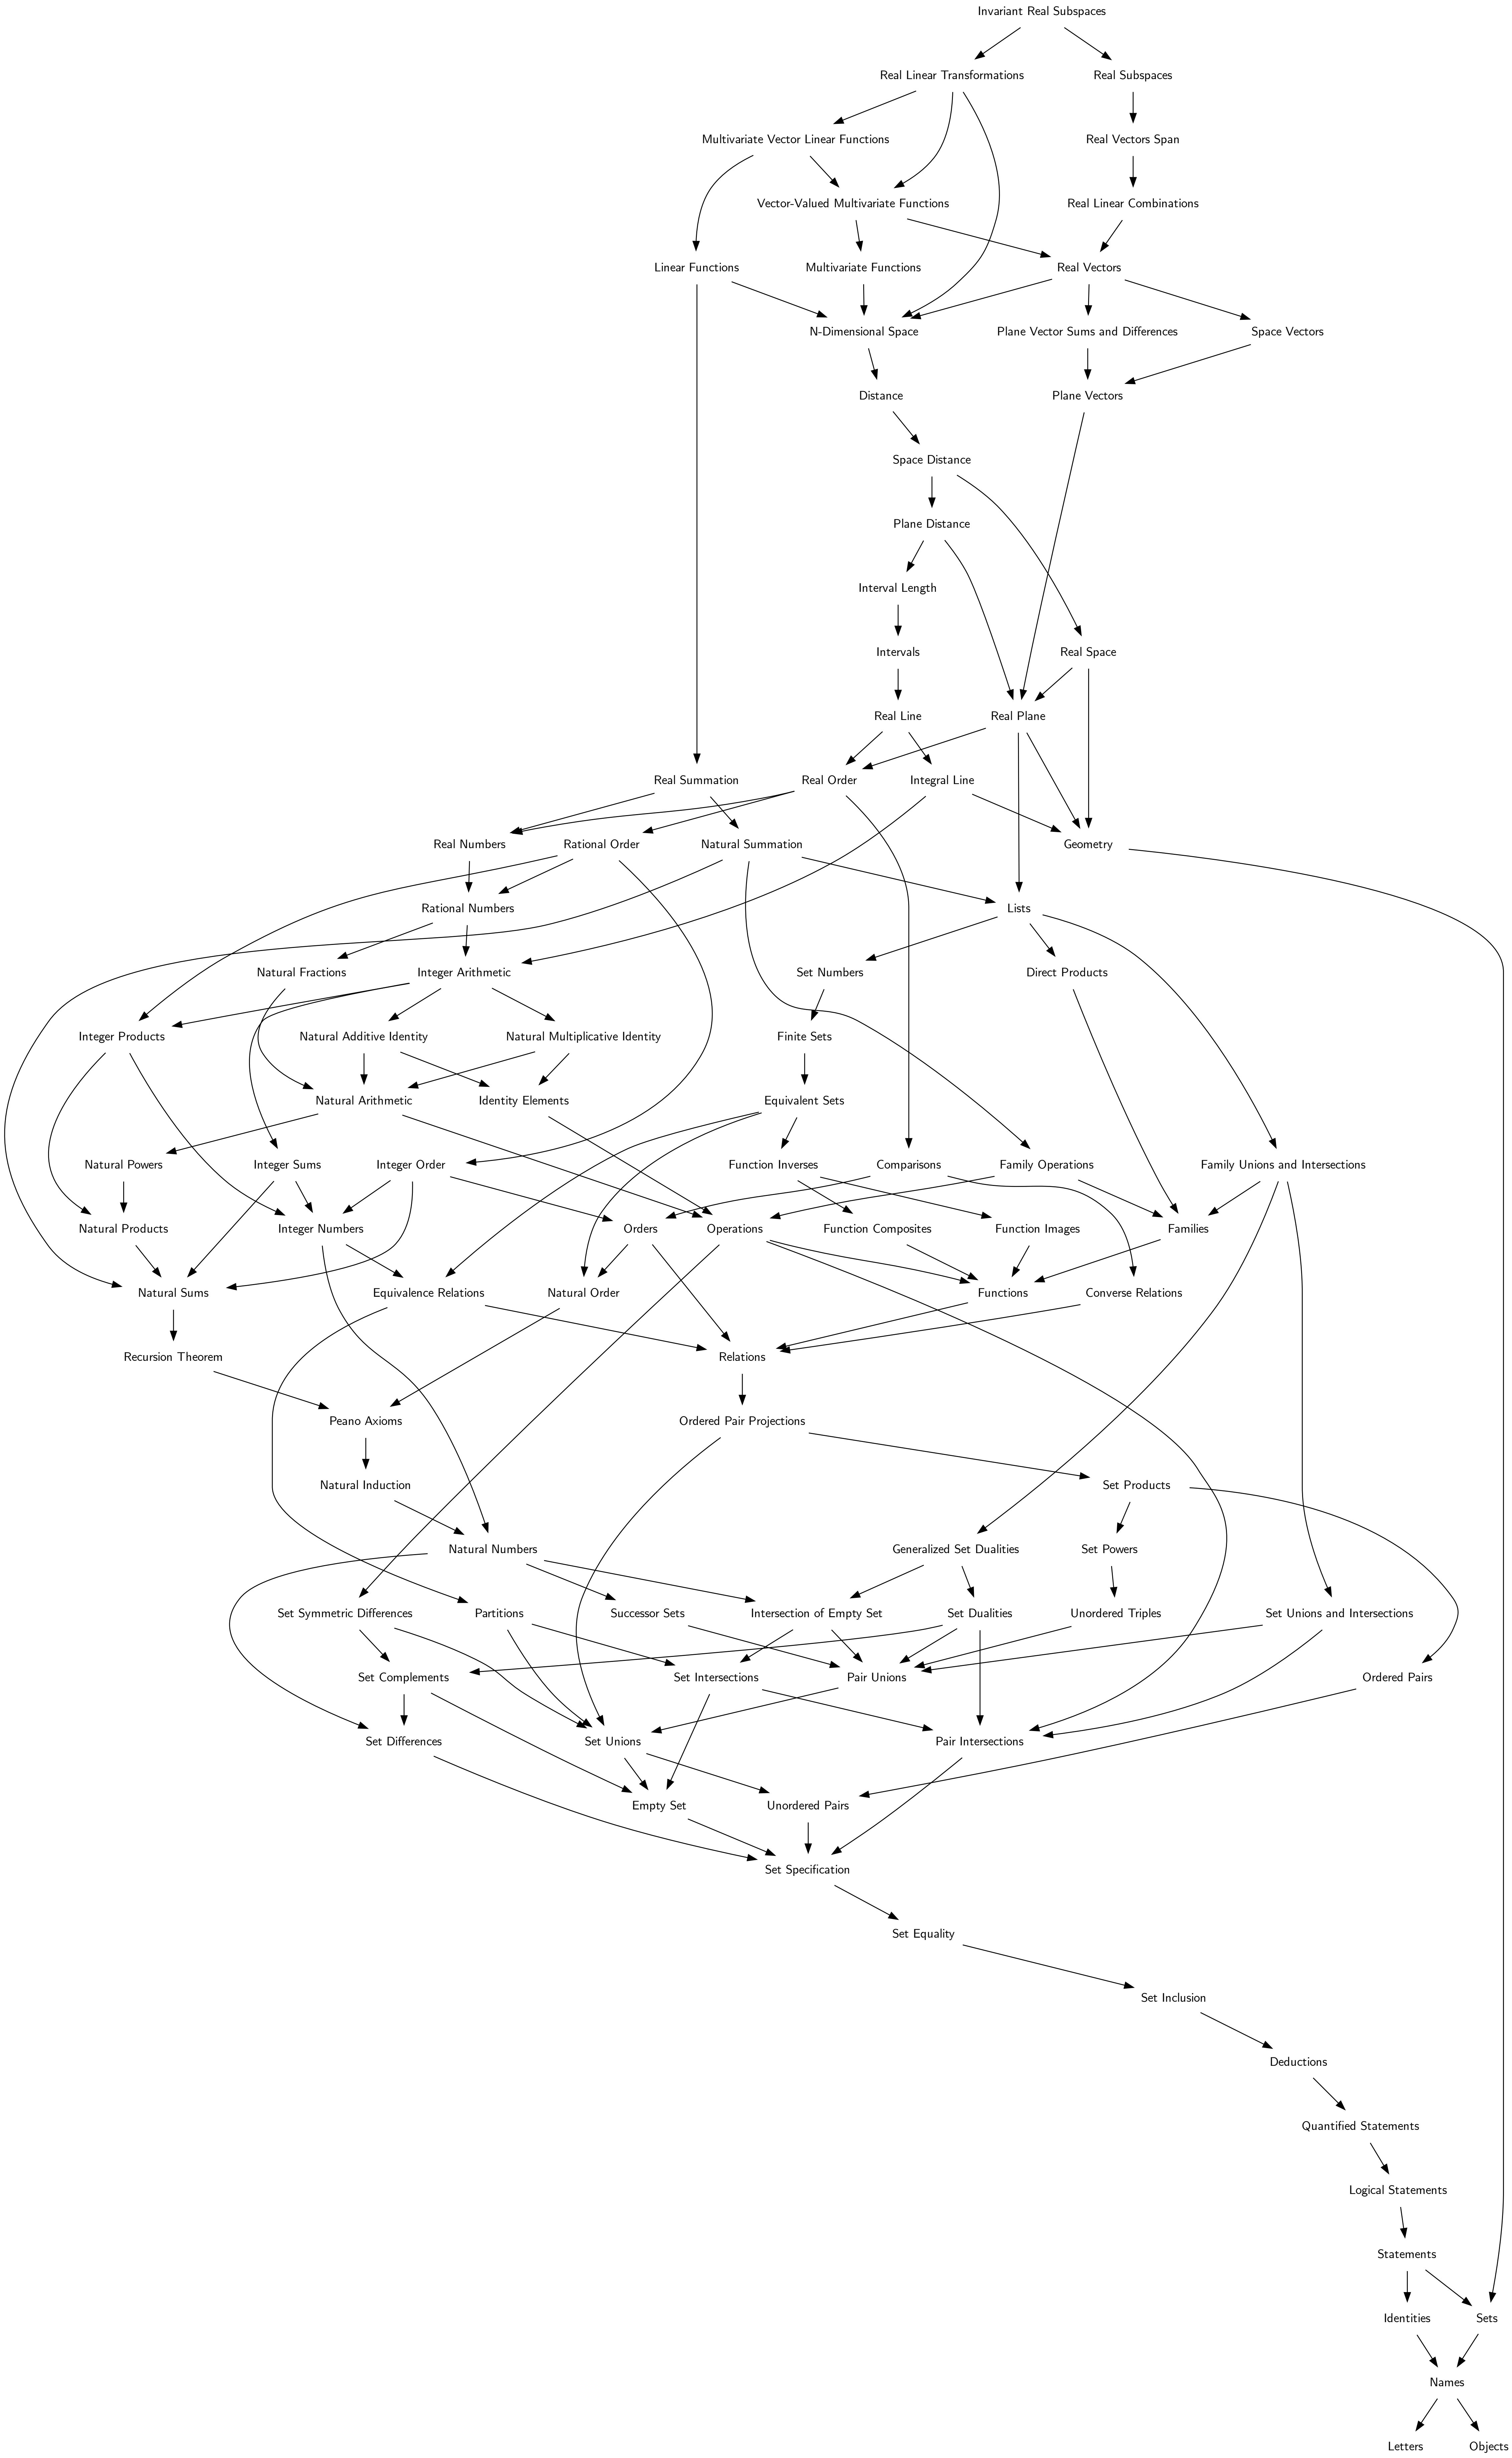 Invariant Real Subspaces
Real Linear Transformations
Real Subspaces
Multivariate Vector Linear Functions
Real Vectors Span
Vector-Valued Multivariate Functions
Real Linear Combinations
Linear Functions
Multivariate Functions
Real Vectors
N-Dimensional Space
Plane Vector Sums and Differences
Space Vectors
Distance
Plane Vectors
Space Distance
Plane Distance
Interval Length
Intervals
Real Space
Real Line
Real Plane
Real Summation
Real Order
Integral Line
Real Numbers
Rational Order
Natural Summation
Geometry
Rational Numbers
Lists
Natural Fractions
Integer Arithmetic
Set Numbers
Direct Products
Integer Products
Natural Additive Identity
Natural Multiplicative Identity
Finite Sets
Natural Arithmetic
Identity Elements
Equivalent Sets
Natural Powers
Integer Sums
Integer Order
Function Inverses
Comparisons
Family Operations
Family Unions and Intersections
Natural Products
Integer Numbers
Orders
Operations
Function Composites
Function Images
Families
Natural Sums
Equivalence Relations
Natural Order
Functions
Converse Relations
Recursion Theorem
Relations
Peano Axioms
Ordered Pair Projections
Natural Induction
Set Products
Natural Numbers
Generalized Set Dualities
Set Powers
Set Symmetric Differences
Partitions
Successor Sets
Intersection of Empty Set
Set Dualities
Unordered Triples
Set Unions and Intersections
Set Complements
Set Intersections
Pair Unions
Ordered Pairs
Set Differences
Set Unions
Pair Intersections
Empty Set
Unordered Pairs
Set Specification
Set Equality
Set Inclusion
Deductions
Quantified Statements
Logical Statements
Statements
Identities
Sets
Names
Letters
Objects